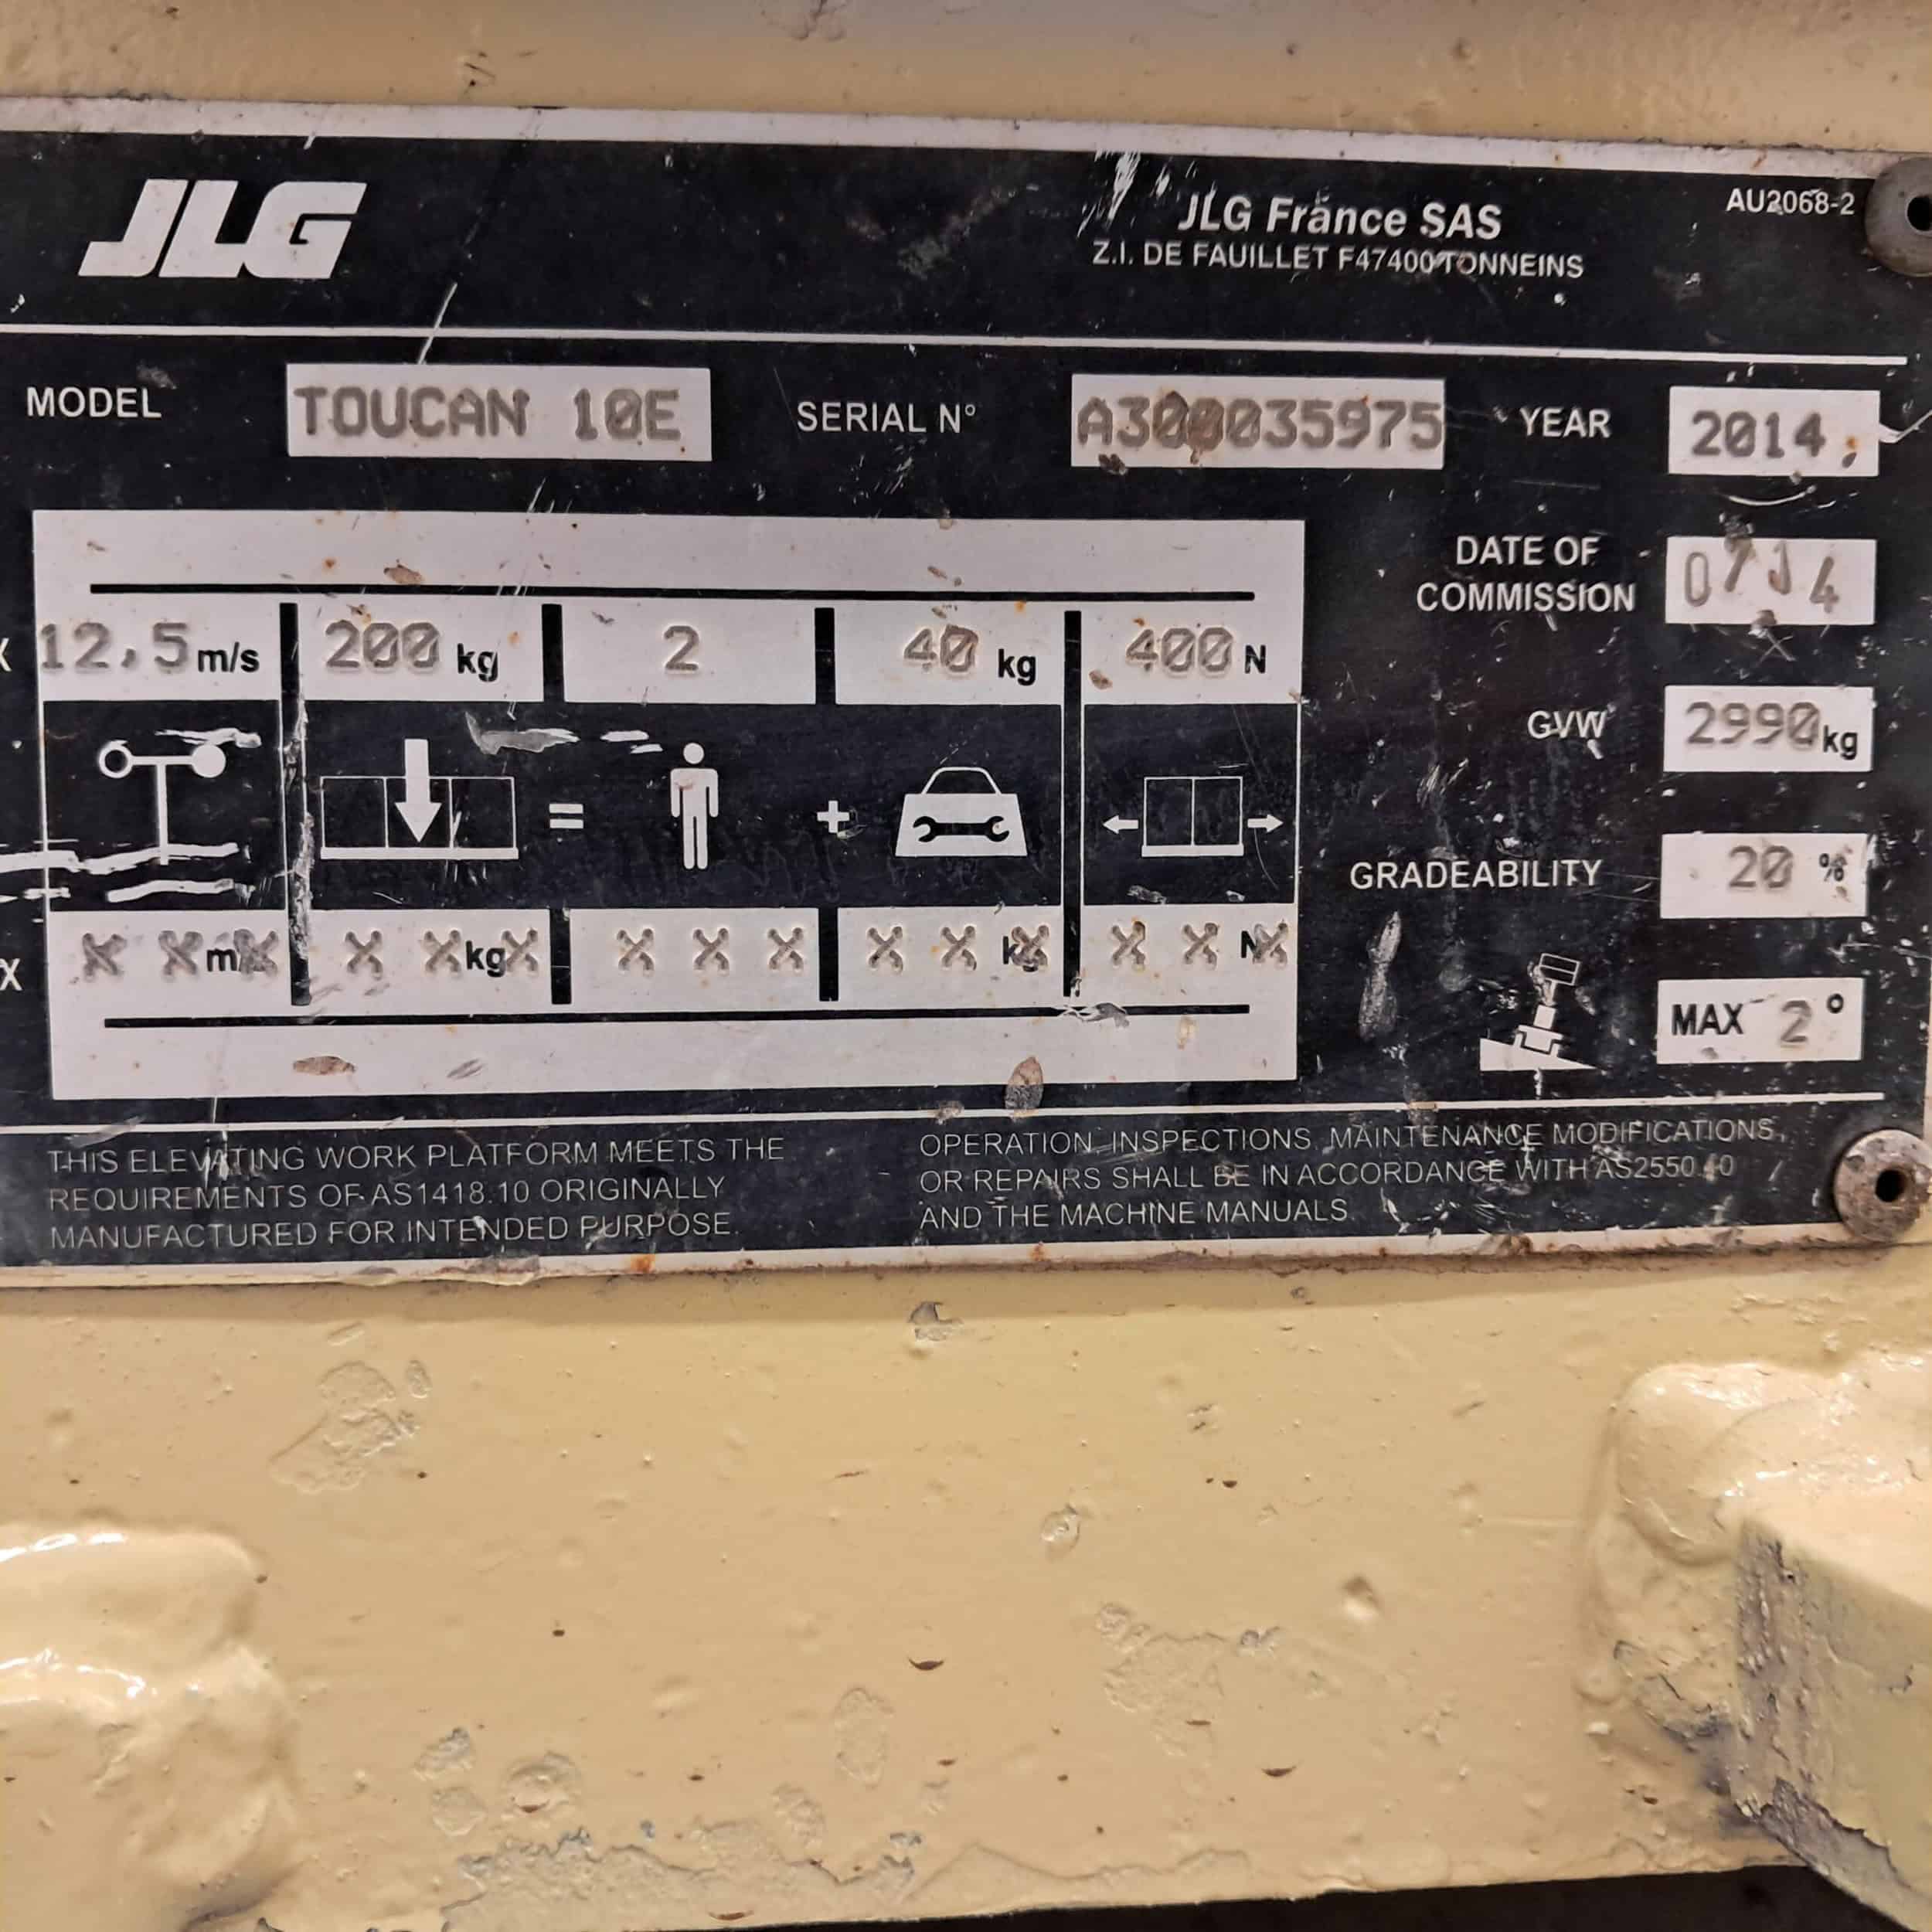 JLG
JLG France SAS
AU2068-2
Z.I. DE FAUILLET F47400 TONNEINS
MODEL TOUCAN 10E SERIAL N° A300035975 YEAR 2014
DATE OF
COMMISSION 0714
X 12,5 m/s 200 kg 2 40 kg 400 N
GVW 2990 kg
= +
GRADEABILITY 20 %
X X X m/s X X kg X X X X X X kg X X X N X
MAX 2°
THIS ELEVATING WORK PLATFORM MEETS THE
REQUIREMENTS OF AS1418.10 ORIGINALLY
MANUFACTURED FOR INTENDED PURPOSE.
OPERATION, INSPECTIONS, MAINTENANCE MODIFICATIONS,
OR REPAIRS SHALL BE IN ACCORDANCE WITH AS2550.10
AND THE MACHINE MANUALS.